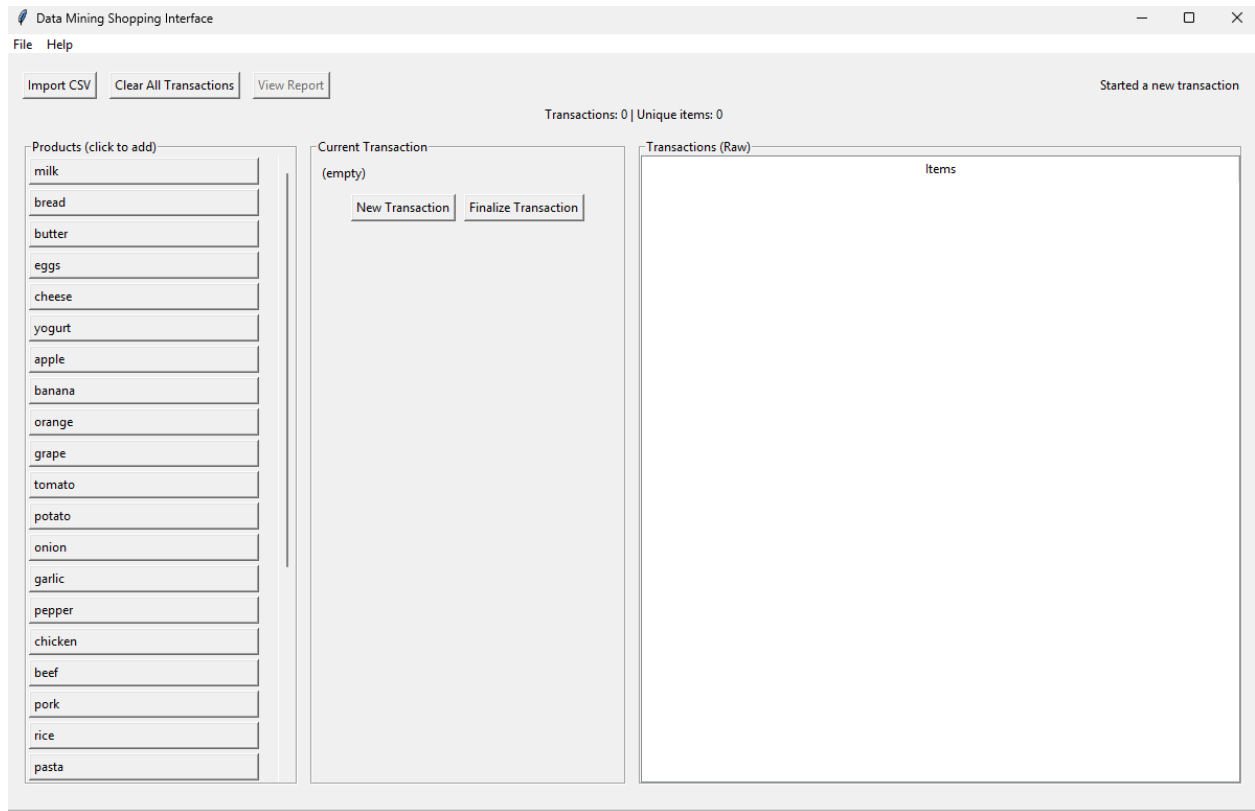 Data Mining Shopping Interface
File Help
Import CSV Clear All Transactions View Report Started a new transaction
Transactions: 0 | Unique items: 0
Products (click to add)
milk
bread
butter
eggs
cheese
yogurt
apple
banana
orange
grape
tomato
potato
onion
garlic
pepper
chicken
beef
pork
rice
pasta
Current Transaction
(empty)
New Transaction Finalize Transaction
Transactions (Raw)
Items